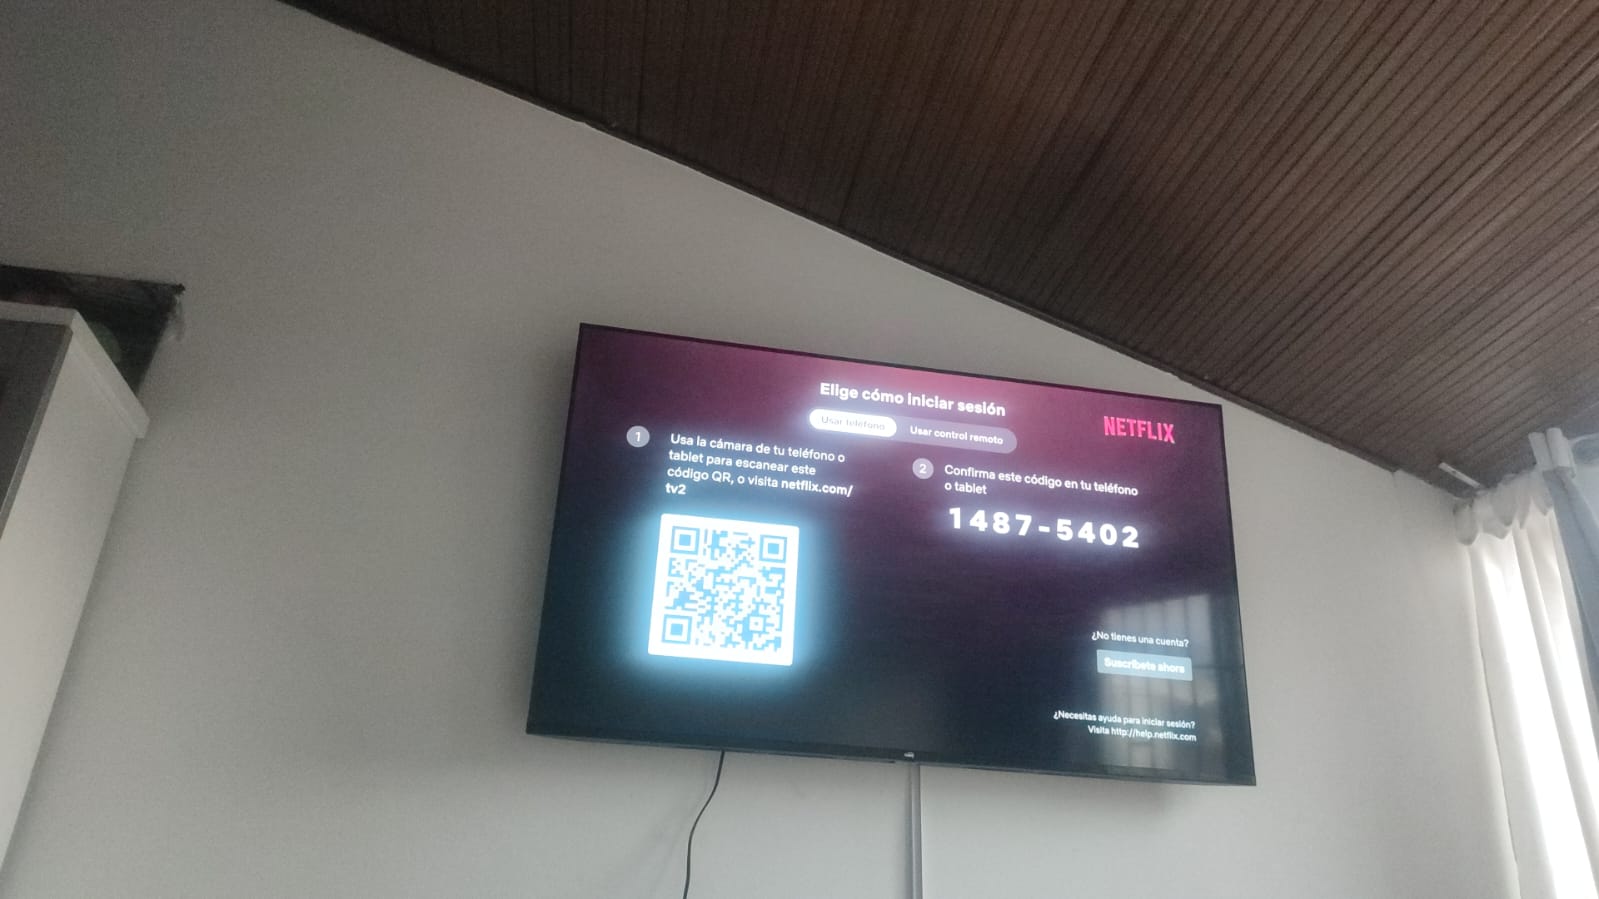 Elige cómo iniciar sesión
Usar teléfono
Usar control remoto
NETFLIX
1
Usa la cámara de tu teléfono o
tablet para escanear este
código QR, o visita netflix.com/
tv2
2
Confirma este código en tu teléfono
o tablet
1487-5402
¿No tienes una cuenta?
Suscríbete ahora
¿Necesitas ayuda para iniciar sesión?
Visita http://help.netflix.com